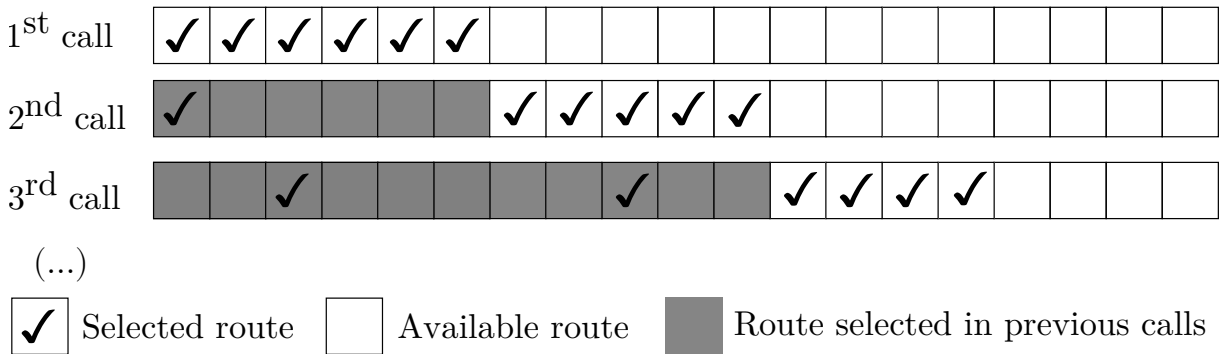 1st call
2nd call
3rd call
(...)
Selected route Available route Route selected in previous calls